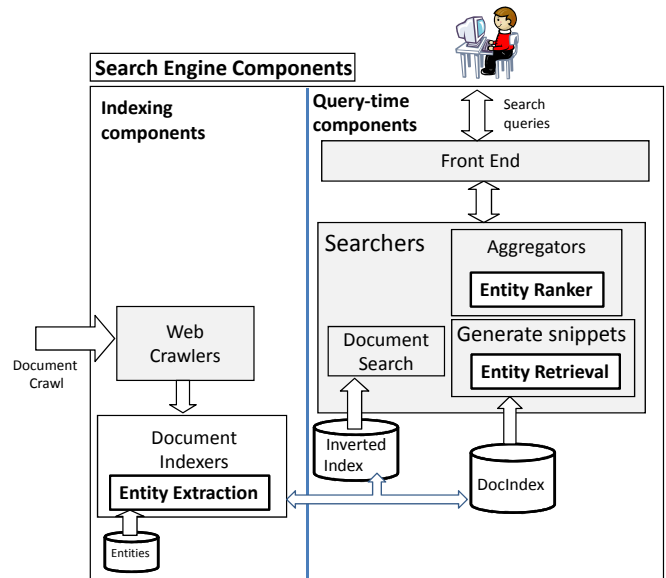 Search Engine Components
Indexing
components
Query-time
components
Search
queries
Front End
Searchers
Aggregators
Entity Ranker
Generate snippets
Entity Retrieval
Document
Search
Web
Crawlers
Document
Crawl
Document
Indexers
Entity Extraction
Inverted
Index
DocIndex
Entities